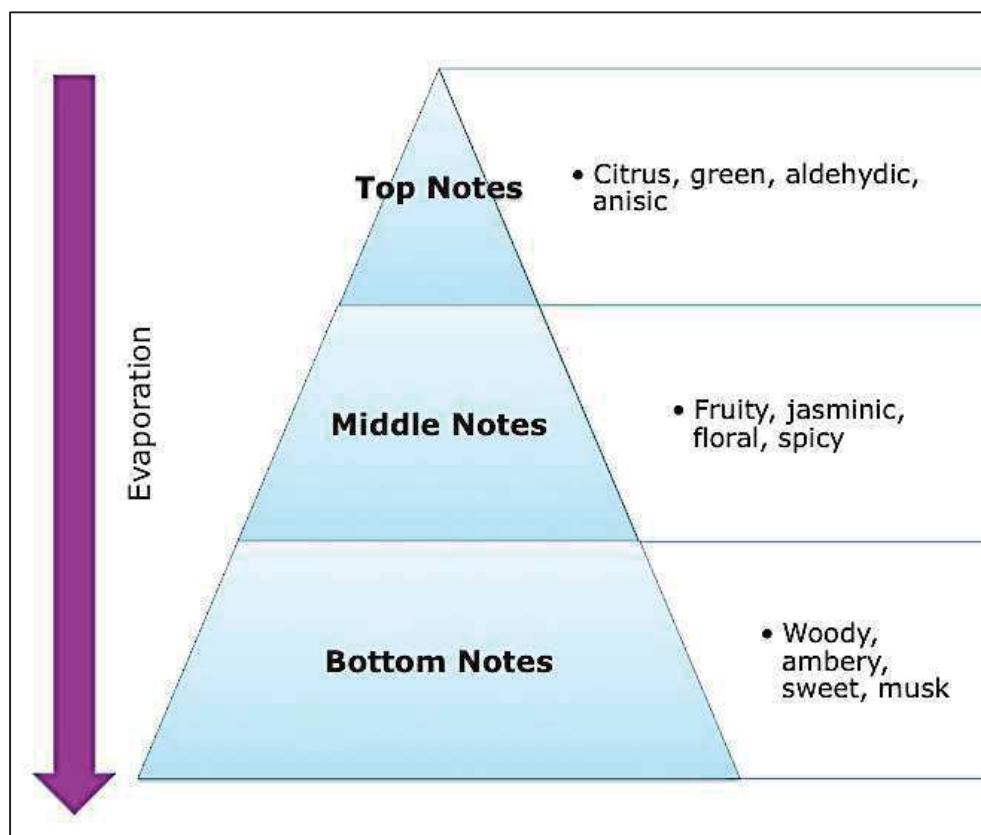 Top Notes
• Citrus, green, aldehydic,
anisic
Evaporation
Middle Notes
• Fruity, jasminic,
floral, spicy
Bottom Notes
• Woody,
ambery,
sweet, musk